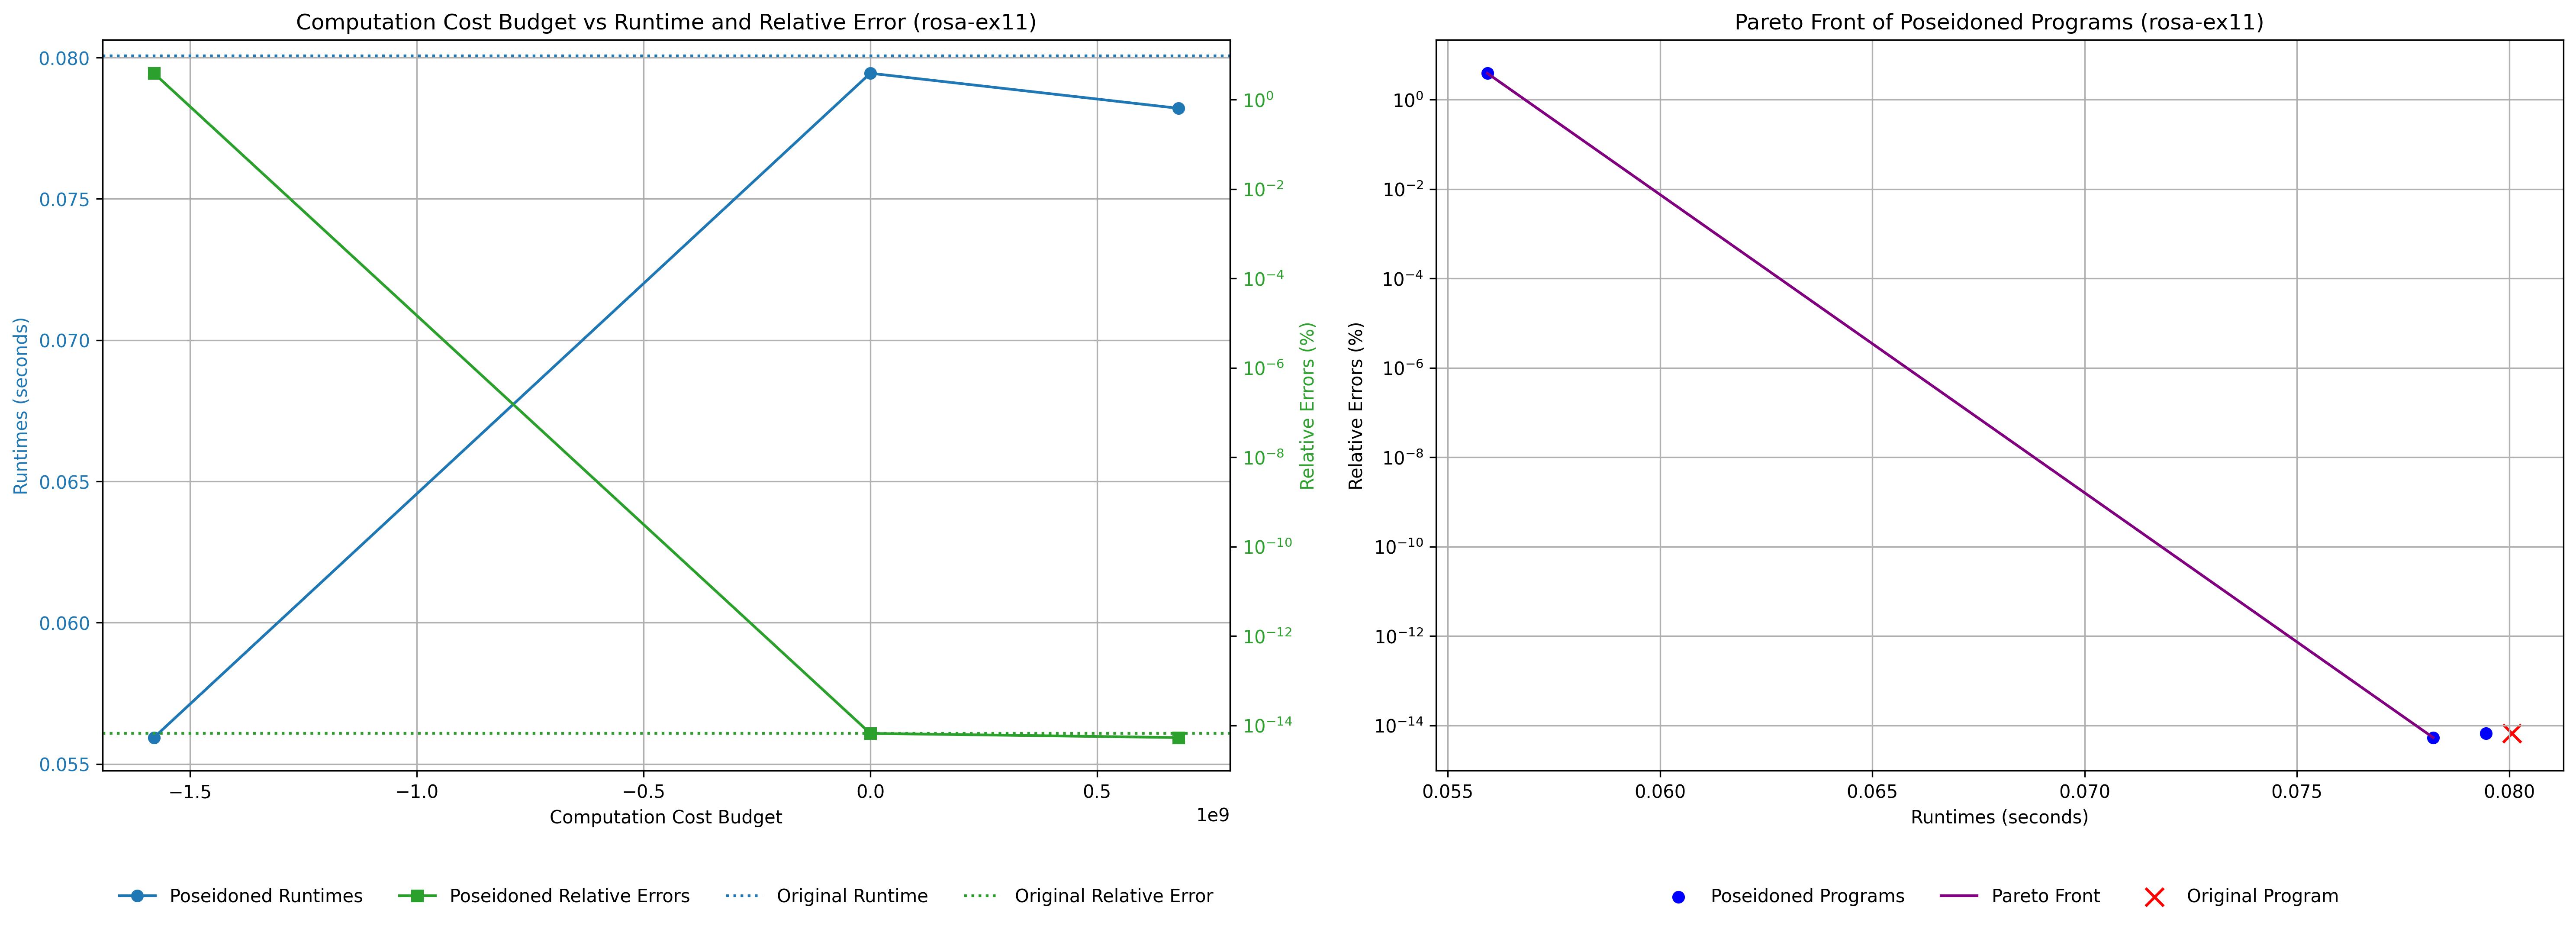 Computation Cost Budget vs Runtime and Relative Error (rosa-ex11)
0.080
0.075
0.070
0.065
0.060
0.055
Runtimes (seconds)
10⁰
10⁻²
10⁻⁴
10⁻⁶
10⁻⁸
10⁻¹⁰
10⁻¹²
10⁻¹⁴
Relative Errors (%)
−1.5 −1.0 −0.5 0.0 0.5
1e9
Computation Cost Budget
Poseidoned Runtimes Poseidoned Relative Errors Original Runtime Original Relative Error
Pareto Front of Poseidoned Programs (rosa-ex11)
10⁰
10⁻²
10⁻⁴
10⁻⁶
10⁻⁸
10⁻¹⁰
10⁻¹²
10⁻¹⁴
Relative Errors (%)
0.055 0.060 0.065 0.070 0.075 0.080
Runtimes (seconds)
Poseidoned Programs Pareto Front Original Program